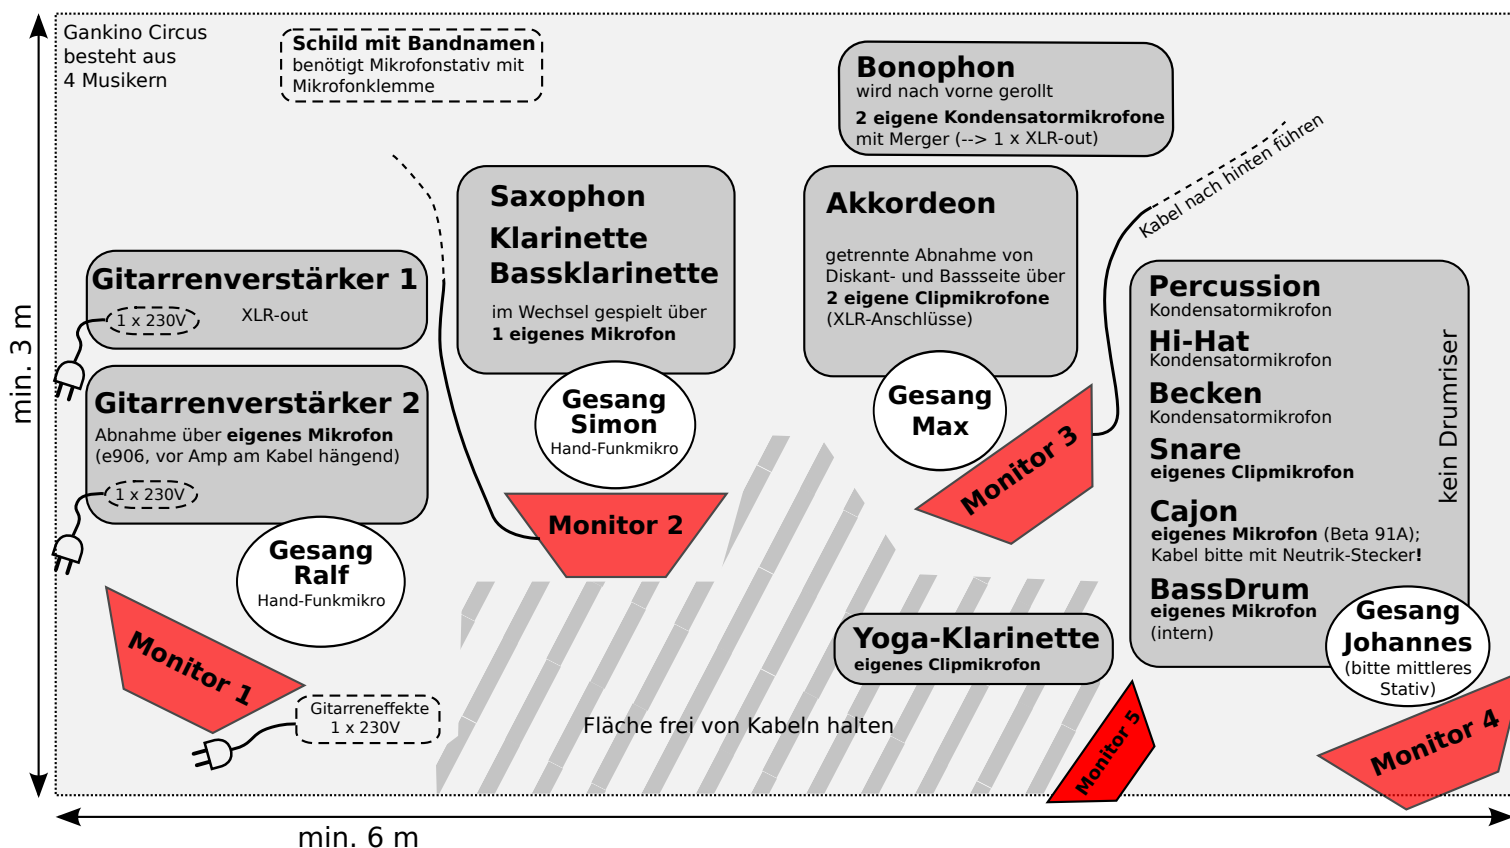 Gankino Circus
besteht aus
4 Musikern
Schild mit Bandnamen
benötigt Mikrofonstativ mit
Mikrofonklemme
Bonophon
wird nach vorne gerollt
2 eigene Kondensatormikrofone
mit Merger (--> 1 x XLR-out)
Kabel nach hinten führen
Saxophon
Klarinette
Bassklarinette
im Wechsel gespielt über
1 eigenes Mikrofon
Akkordeon
getrennte Abnahme von
Diskant- und Bassseite über
2 eigene Clipmikrofone
(XLR-Anschlüsse)
Gitarrenverstärker 1
XLR-out
1 x 230V
Gitarrenverstärker 2
Abnahme über eigenes Mikrofon
(e906, vor Amp am Kabel hängend)
1 x 230V
Percussion
Kondensatormikrofon
Hi-Hat
Kondensatormikrofon
Becken
Kondensatormikrofon
Snare
eigenes Clipmikrofon
Cajon
eigenes Mikrofon (Beta 91A);
Kabel bitte mit Neutrik-Stecker!
BassDrum
eigenes Mikrofon
(intern)
kein Drumriser
Gesang
Simon
Hand-Funkmikro
Gesang
Max
Gesang
Ralf
Hand-Funkmikro
Gesang
Johannes
(bitte mittleres
Stativ)
Monitor 2
Monitor 3
Monitor 1
Yoga-Klarinette
eigenes Clipmikrofon
Gitarreneffekte
1 x 230V
Fläche frei von Kabeln halten
Monitor 5
Monitor 4
min. 3 m
min. 6 m